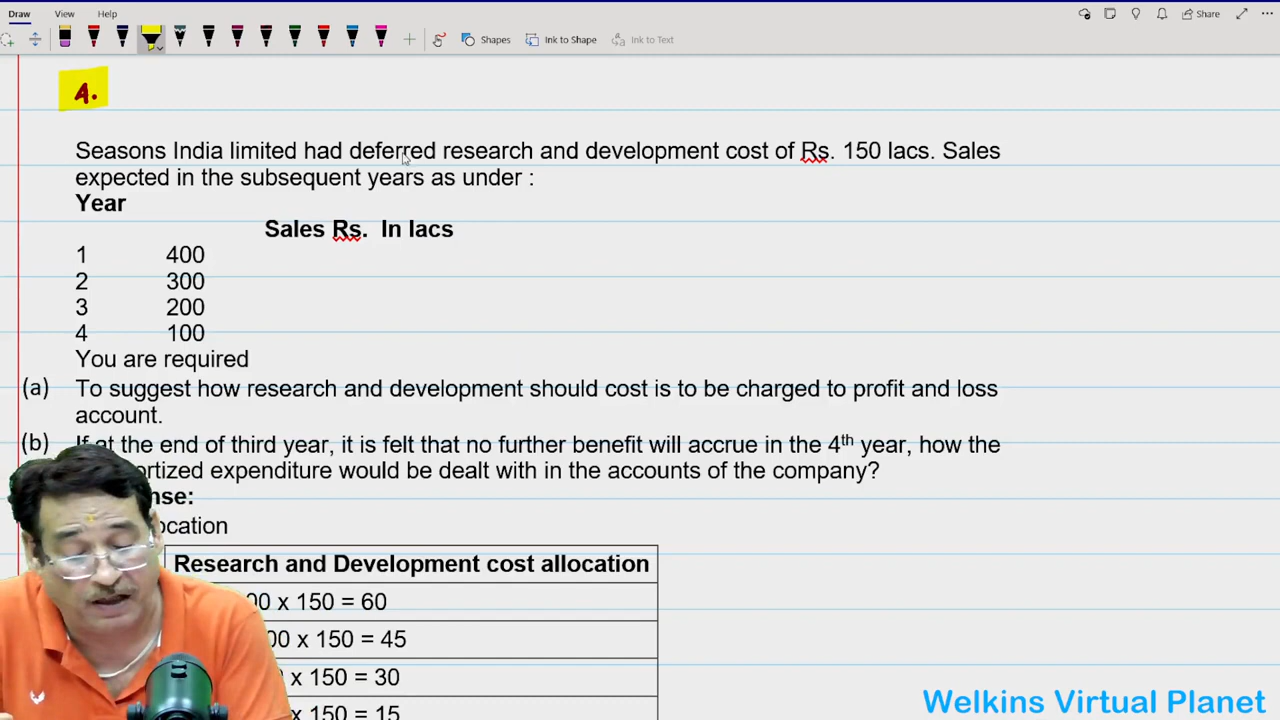 Draw View Help
Share
Shapes Ink to Shape Ink to Text
4.
Seasons India limited had deferred research and development cost of Rs. 150 lacs. Sales
expected in the subsequent years as under :
Year
Sales Rs. In lacs
1 400
2 300
3 200
4 100
You are required
(a) To suggest how research and development should cost is to be charged to profit and loss
account.
(b) If at the end of third year, it is felt that no further benefit will accrue in the 4th year, how the
ortized expenditure would be dealt with in the accounts of the company?
nse:
ocation
Research and Development cost allocation
00 x 150 = 60
00 x 150 = 45
x 150 = 30
x 150 = 15
Welkins Virtual Planet